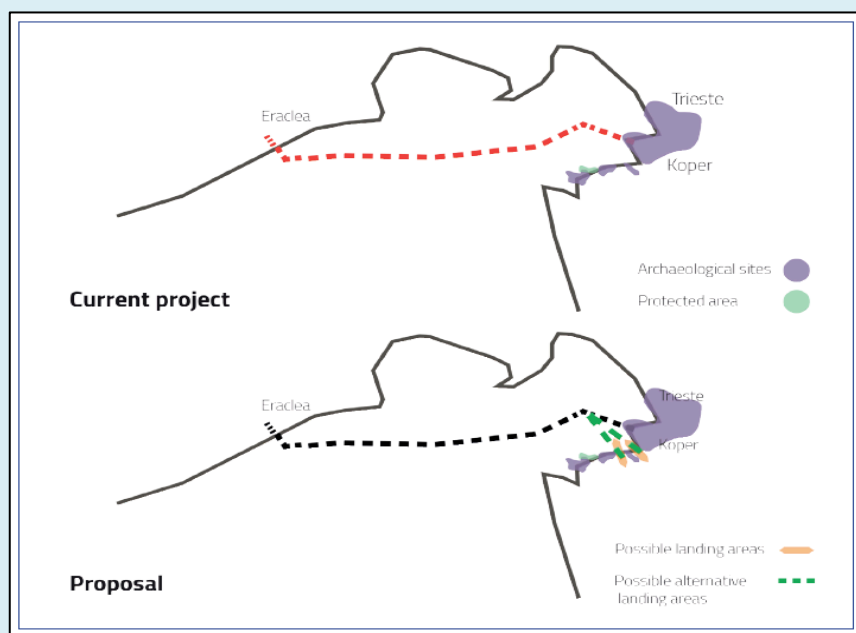 Eraclea
Trieste
Koper
Archaeological sites
Protected area
Current project
Eraclea
Trieste
Koper
Possible landing areas
Possible alternative
landing areas
Proposal